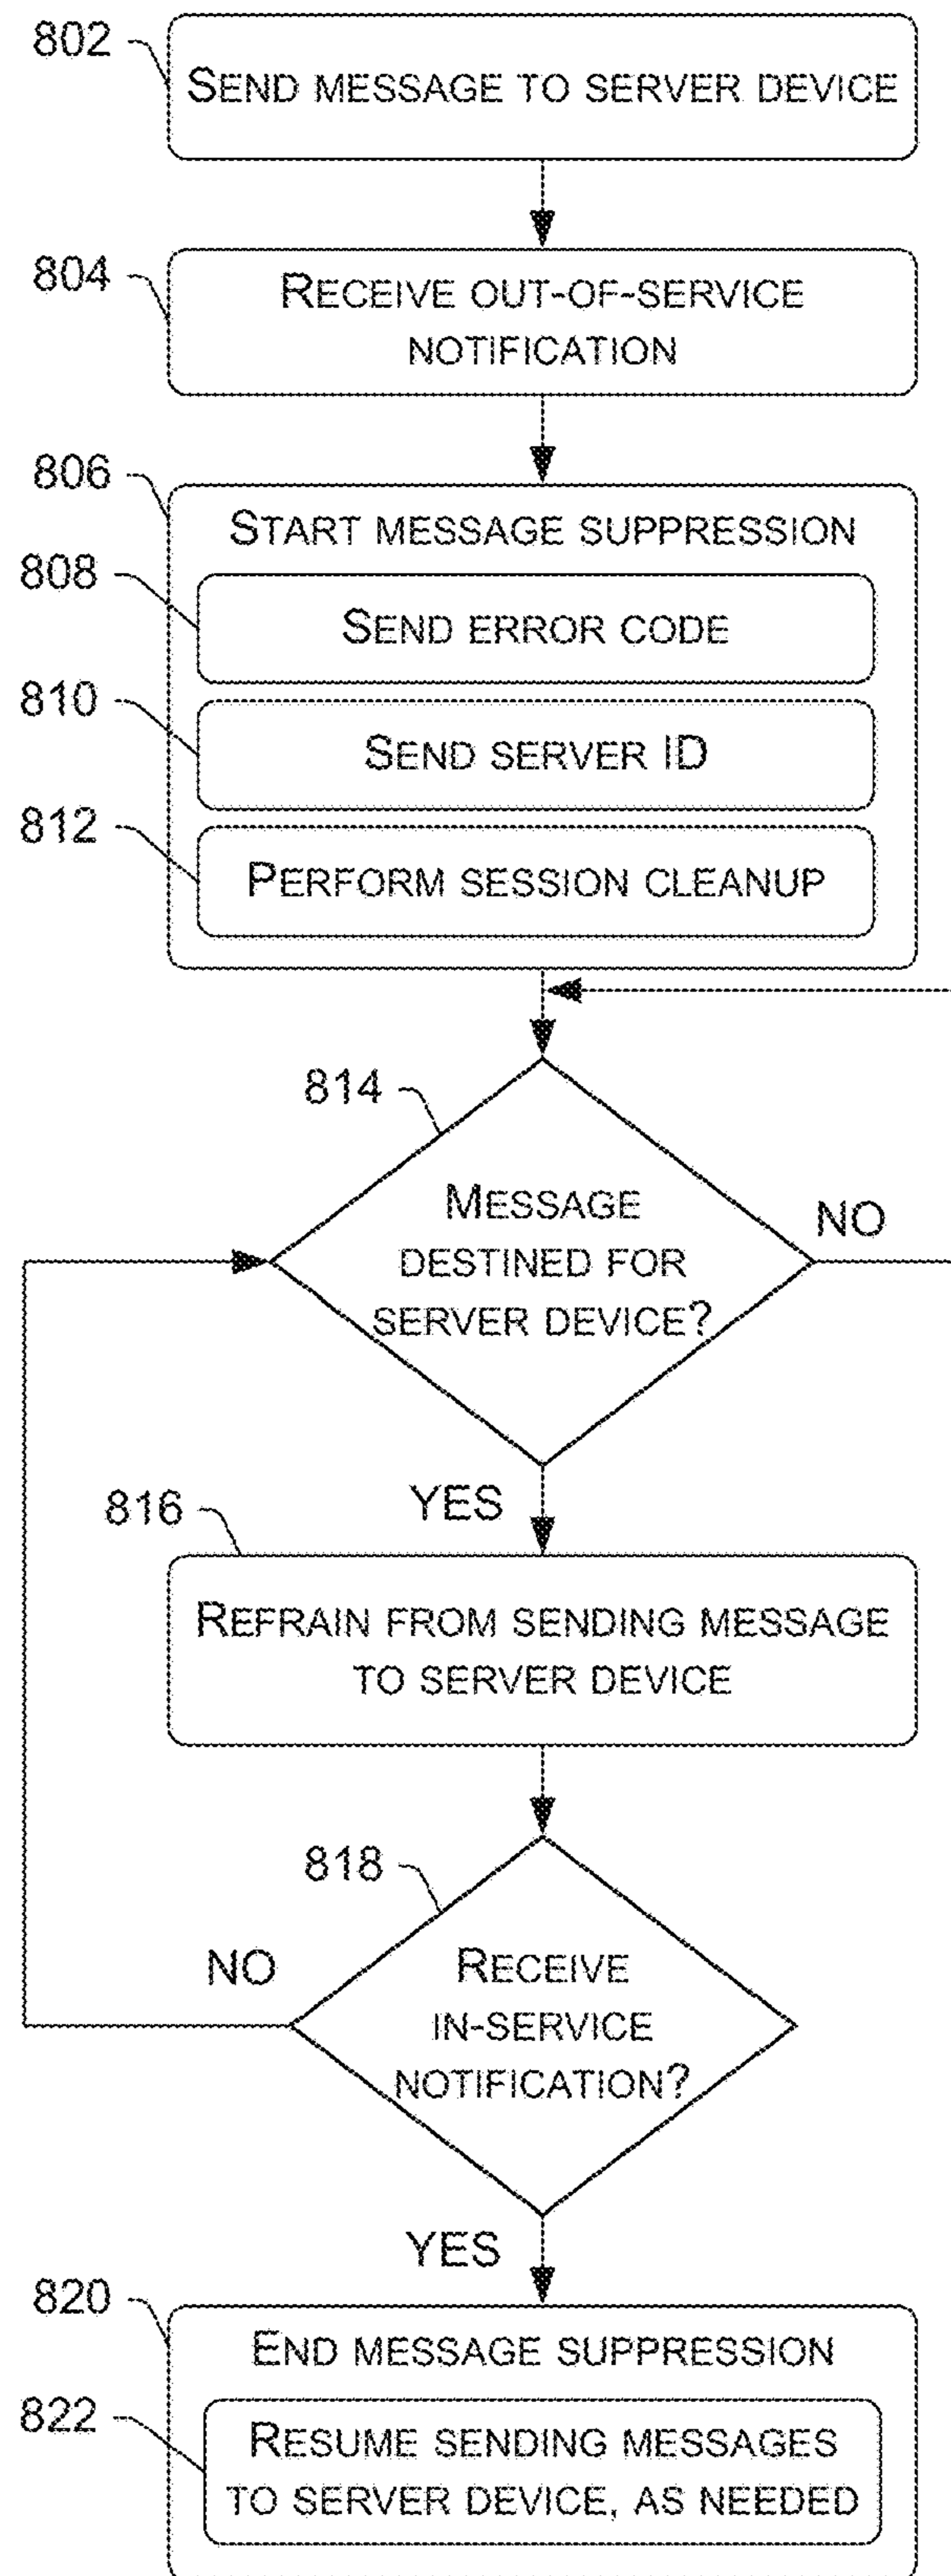 802
SEND MESSAGE TO SERVER DEVICE
804
RECEIVE OUT-OF-SERVICE
NOTIFICATION
806
START MESSAGE SUPPRESSION
808
SEND ERROR CODE
810
SEND SERVER ID
812
PERFORM SESSION CLEANUP
814
MESSAGE
DESTINED FOR
SERVER DEVICE?
NO
YES
816
REFRAIN FROM SENDING MESSAGE
TO SERVER DEVICE
818
RECEIVE
IN-SERVICE
NOTIFICATION?
NO
YES
820
END MESSAGE SUPPRESSION
822
RESUME SENDING MESSAGES
TO SERVER DEVICE, AS NEEDED